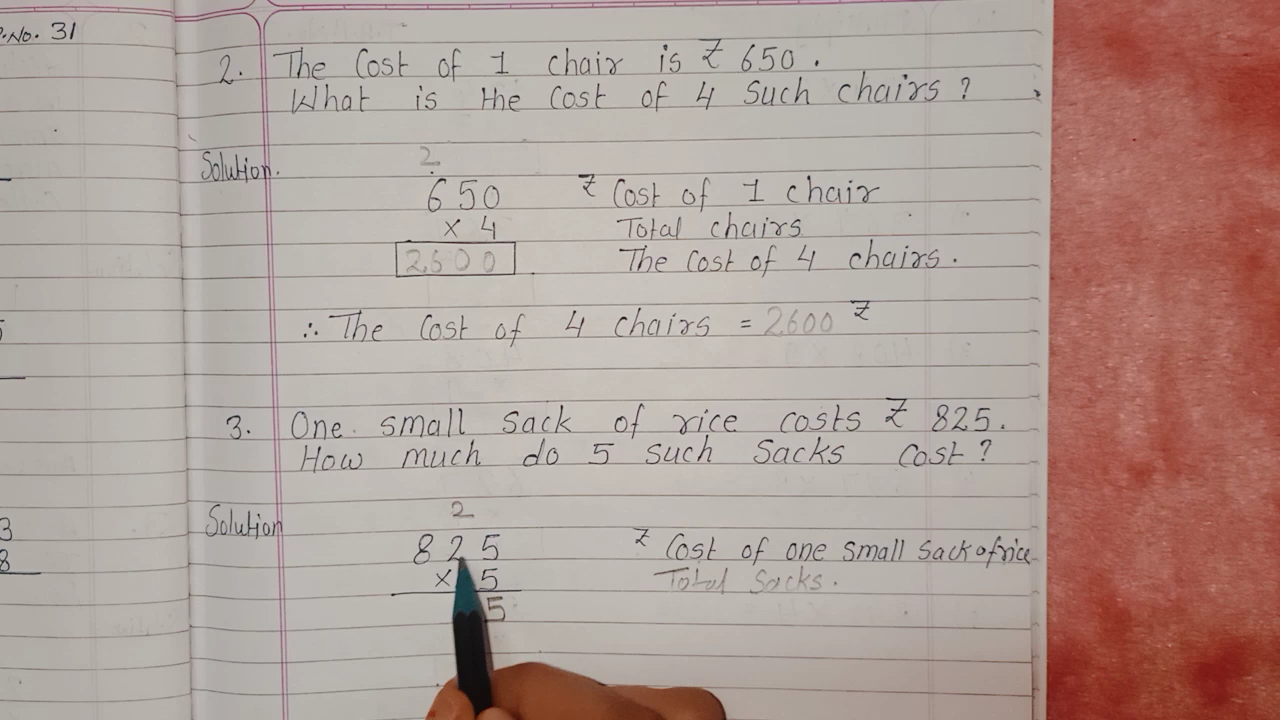 P.No. 31
2. The Cost of 1 chair is ₹ 650.
What is the Cost of 4 Such chairs?
Solution.
2
650 ₹ Cost of 1 chair
x 4 Total chairs
2600 The Cost of 4 chairs.
∴ The Cost of 4 chairs = 2600 ₹
3. One small Sack of rice costs ₹ 825.
How much do 5 such Sacks Cost?
Solution
2
3 825 ₹ Cost of one small Sack of rice
8 x 5 Total Sacks.
5